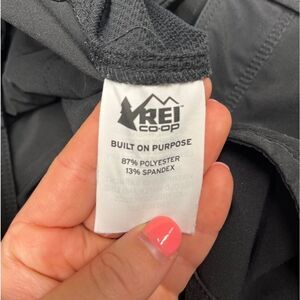 REI
CO·OP
BUILT ON PURPOSE
87% POLYESTER
13% SPANDEX